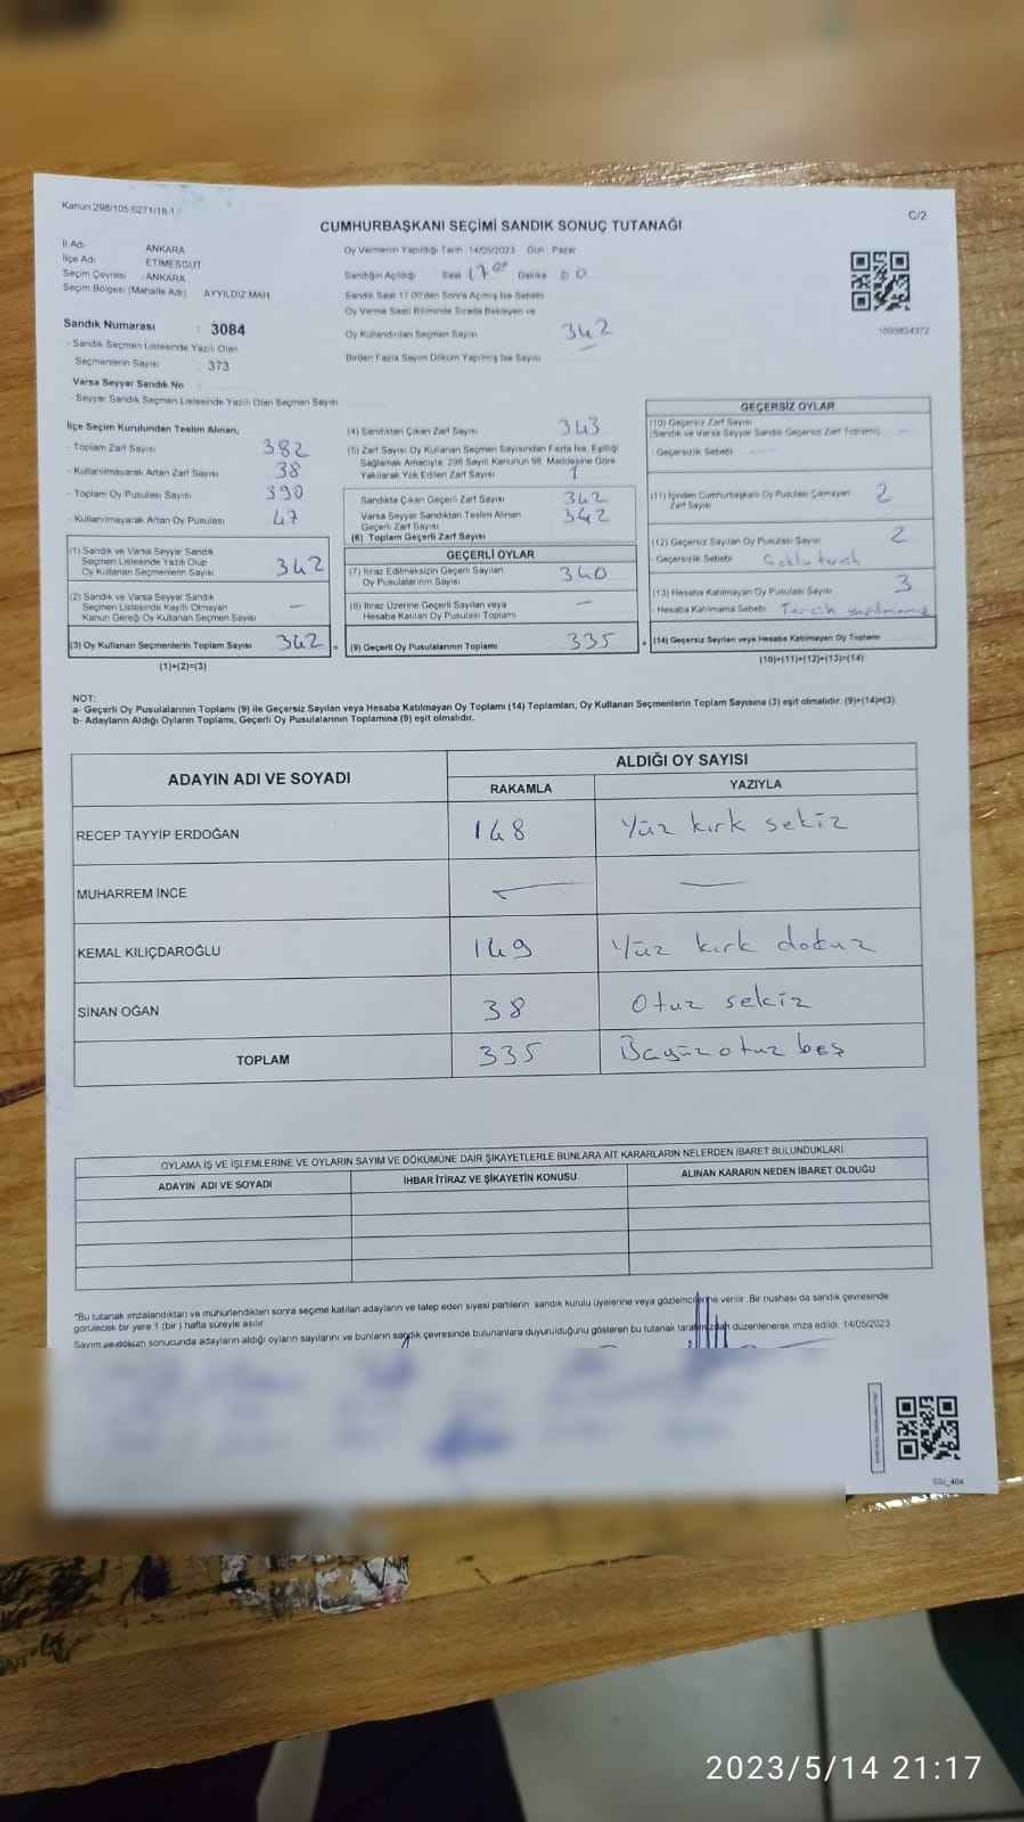 Kanun:298/105-6271/18-1
C/2
CUMHURBAŞKANI SEÇİMİ SANDIK SONUÇ TUTANAĞI
İl Adı ANKARA
İlçe Adı ETİMESGUT
Seçim Çevresi : ANKARA
Seçim Bölgesi (Mahalle Adı) AYYILDIZ MAH
Sandık Numarası : 3084
- Sandık Seçmen Listesinde Yazılı Olan
Seçmenlerin Sayısı : 373
Varsa Seyyar Sandık No
- Seyyar Sandık Seçmen Listesinde Yazılı Olan Seçmen Sayısı
Oy Vermenin Yapıldığı Tarih 14/05/2023 Gün : Pazar
Sandığın Açıldığı Saat 17 00 Dakika 00
Sandık Saat 17:00'den Sonra Açılmış İse Sebebi
Oy Verme Saati Bitiminde Sırada Bekleyen ve
Oy Kullandırılan Seçmen Sayısı 342
Birden Fazla Sayım Döküm Yapılmış İse Sayısı
İlçe Seçim Kurulundan Teslim Alınan;
- Toplam Zarf Sayısı 382
- Kullanılmayarak Artan Zarf Sayısı 38
- Toplam Oy Pusulası Sayısı 390
- Kullanılmayarak Artan Oy Pusulası 47
(1) Sandık ve Varsa Seyyar Sandık
Seçmen Listesinde Yazılı Olup
Oy Kullanan Seçmenlerin Sayısı 342
(2) Sandık ve Varsa Seyyar Sandık
Seçmen Listesinde Kayıtlı Olmayan
Kanun Gereği Oy Kullanan Seçmen Sayısı —
(3) Oy Kullanan Seçmenlerin Toplam Sayısı 342
(1)+(2)=(3)
(4) Sandıktan Çıkan Zarf Sayısı 343
(5) Zarf Sayısı Oy Kullanan Seçmen Sayısından Fazla İse, Eşitliği
Sağlamak Amacıyla, 298 Sayılı Kanunun 98. Maddesine Göre
Yakılarak Yok Edilen Zarf Sayısı 1
Sandıkta Çıkan Geçerli Zarf Sayısı 342
Varsa Seyyar Sandıktan Teslim Alınan
Geçerli Zarf Sayısı 342
(6) Toplam Geçerli Zarf Sayısı
GEÇERLİ OYLAR
(7) İtiraz Edilmeksizin Geçerli Sayılan
Oy Pusulalarının Sayısı 340
(8) İtiraz Üzerine Geçerli Sayılan veya
Hesaba Katılan Oy Pusulası Toplamı —
(9) Geçerli Oy Pusulalarının Toplamı 335
GEÇERSİZ OYLAR
(10) Geçersiz Zarf Sayısı
(Sandık ve Varsa Seyyar Sandık Geçersiz Zarf Toplamı)
- Geçersizlik Sebebi
(11) İçinden Cumhurbaşkanı Oy Pusulası Çıkmayan
Zarf Sayısı 2
(12) Geçersiz Sayılan Oy Pusulası Sayısı 2
- Geçersizlik Sebebi
(13) Hesaba Katılmayan Oy Pusulası Sayısı 3
- Hesaba Katılmama Sebebi Tercih yapılmamış
(14) Geçersiz Sayılan veya Hesaba Katılmayan Oy Toplamı
(10)+(11)+(12)+(13)=(14)
NOT:
a- Geçerli Oy Pusulalarının Toplamı (9) ile Geçersiz Sayılan veya Hesaba Katılmayan Oy Toplamı (14) Toplamları, Oy Kullanan Seçmenlerin Toplam Sayısına (3) eşit olmalıdır. (9)+(14)=(3)
b- Adayların Aldığı Oyların Toplamı, Geçerli Oy Pusulalarının Toplamına (9) eşit olmalıdır.
ADAYIN ADI VE SOYADI
ALDIĞI OY SAYISI
RAKAMLA YAZIYLA
RECEP TAYYİP ERDOĞAN 148 Yüz kırk sekiz
MUHARREM İNCE — —
KEMAL KILIÇDAROĞLU 149 Yüz kırk dokuz
SİNAN OĞAN 38 Otuz sekiz
TOPLAM 335
OYLAMA İŞ VE İŞLEMLERİNE VE OYLARIN SAYIM VE DÖKÜMÜNE DAİR ŞİKAYETLERLE BUNLARA AİT KARARLARIN NELERDEN İBARET BULUNDUKLARI
ADAYIN ADI VE SOYADI İHBAR İTİRAZ VE ŞİKAYETİN KONUSU ALINAN KARARIN NEDEN İBARET OLDUĞU
*Bu tutanak imzalandıktan ve mühürlendikten sonra seçime katılan adayların ve talep eden siyasi partilerin sandık kurulu üyelerine veya gözlemcilerine verilir. Bir nüshası da sandık çevresinde
görülecek bir yere 1 (bir) hafta süreyle asılır
Sayım ve döküm sonucunda adayların aldığı oyların sayılarını ve bunların sandık çevresinde bulunanlara duyurulduğunu gösteren bu tutanak tarafımızdan düzenlenerek imza edildi. 14/05/2023
2023/5/14 21:17